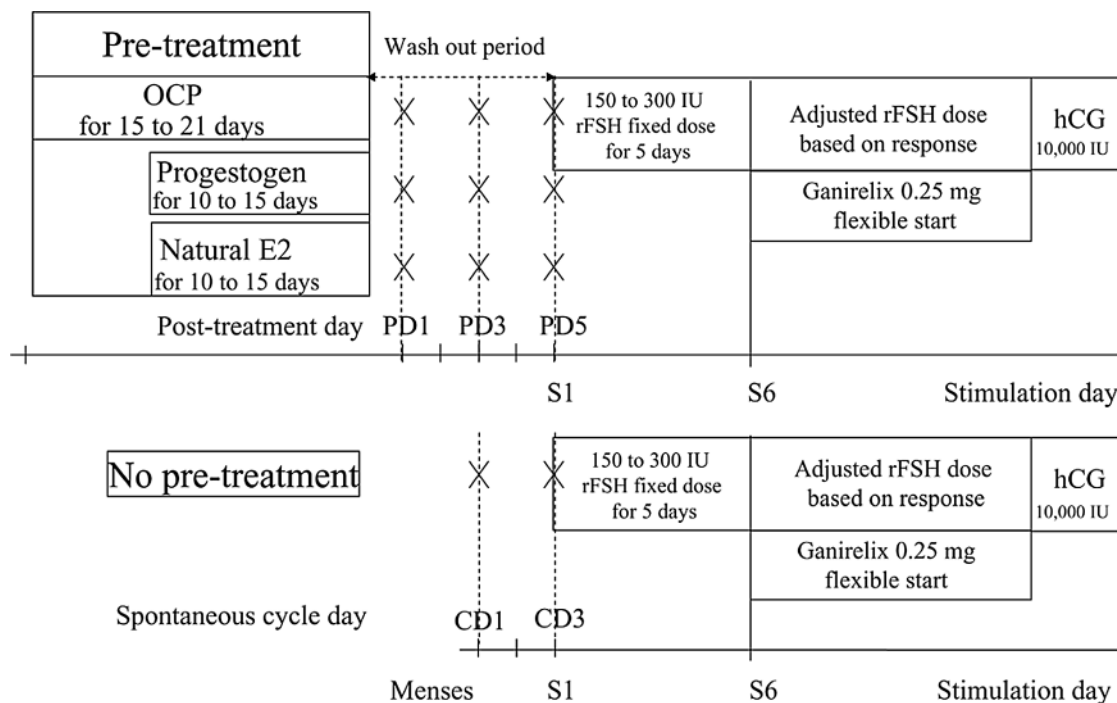 Pre-treatment
Wash out period
OCP
for 15 to 21 days
150 to 300 IU
rFSH fixed dose
for 5 days
Adjusted rFSH dose
based on response
hCG
10,000 IU
Progestogen
for 10 to 15 days
Ganirelix 0.25 mg
flexible start
Natural E2
for 10 to 15 days
Post-treatment day
PD1
PD3
PD5
S1
S6
Stimulation day
No pre-treatment
150 to 300 IU
rFSH fixed dose
for 5 days
Adjusted rFSH dose
based on response
hCG
10,000 IU
Ganirelix 0.25 mg
flexible start
Spontaneous cycle day
CD1
CD3
Menses
S1
S6
Stimulation day